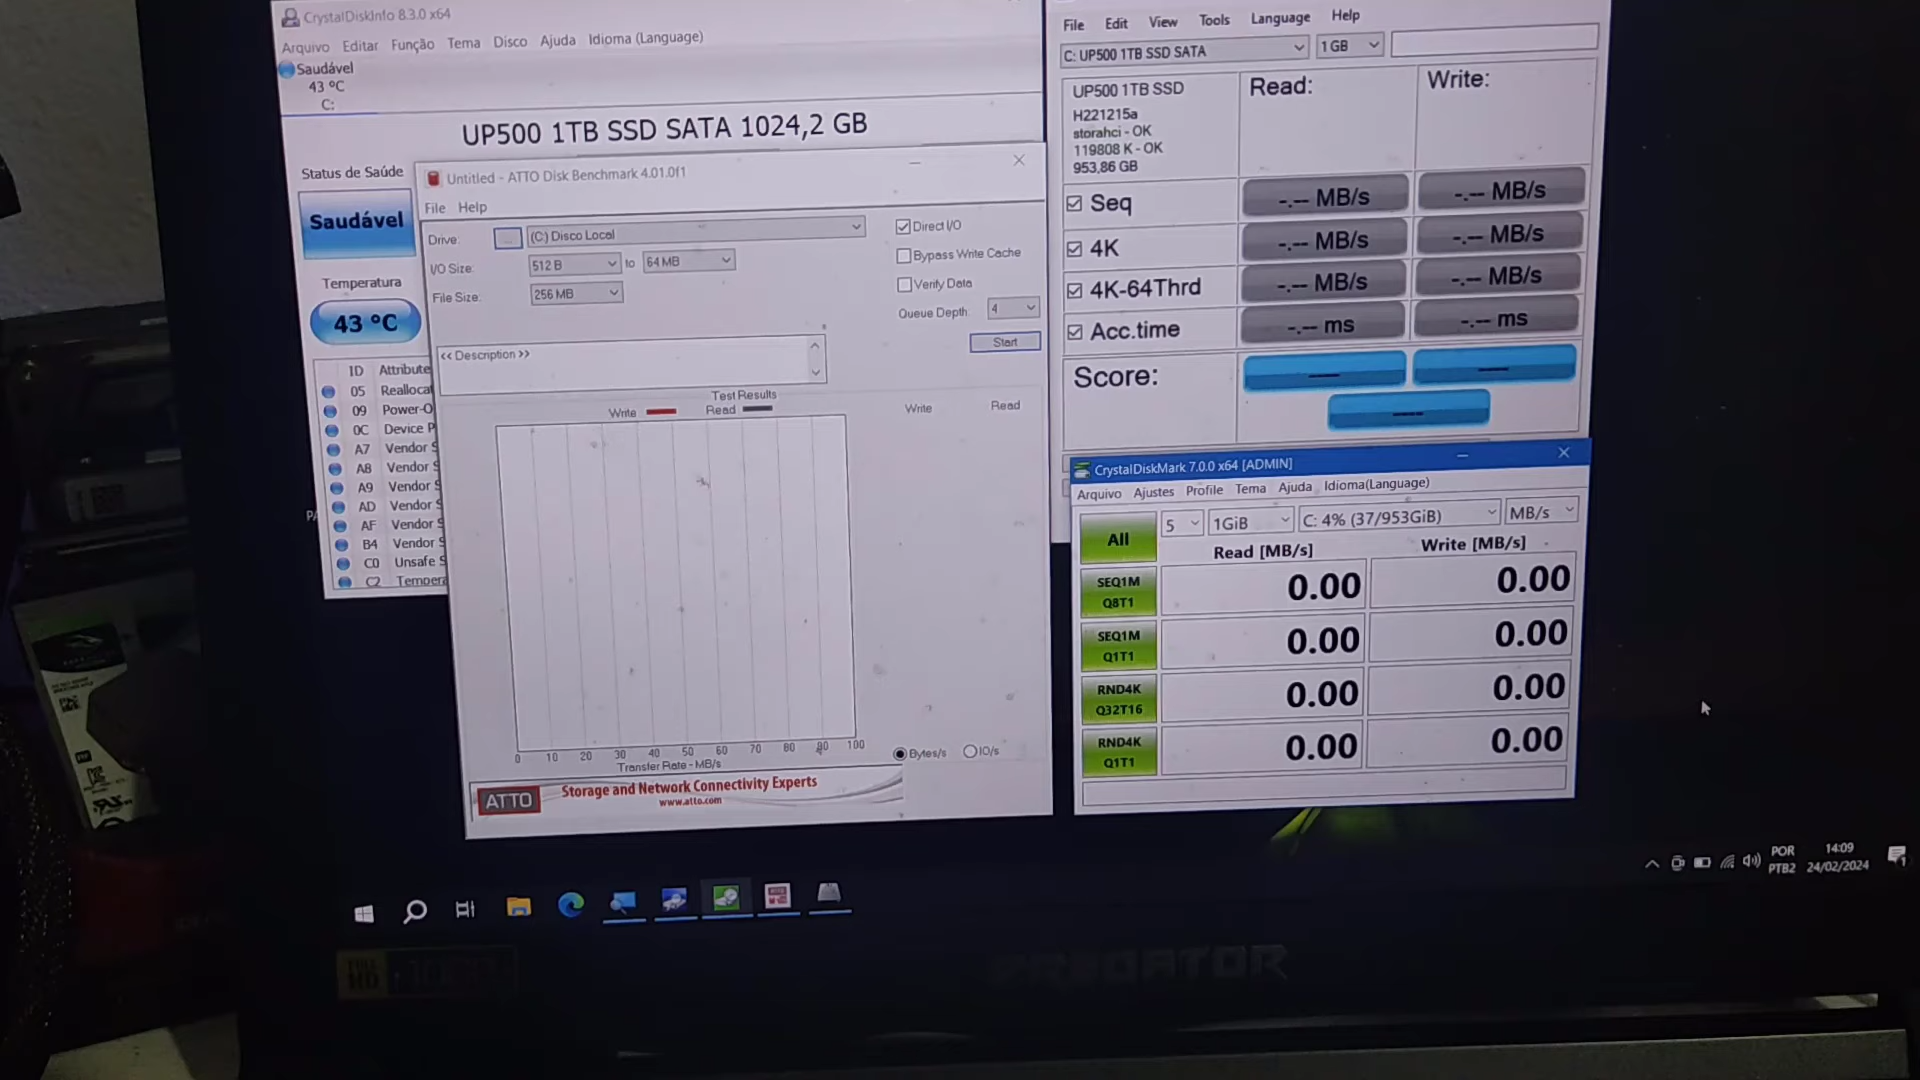 CrystalDiskInfo 8.3.0 x64
Arquivo Editar Função Tema Disco Ajuda Idioma (Language)
Saudável
43 ºC
C:
UP500 1TB SSD SATA 1024,2 GB
Status de Saúde
Saudável
Temperatura
43 °C
ID Attribute
05 Reallocat
09 Power-O
0C Device P
A7 Vendor S
A8 Vendor S
A9 Vendor S
AD Vendor S
AF Vendor S
B4 Vendor S
C0 Unsafe S
C2 Tempera
Untitled - ATTO Disk Benchmark 4.01.0f1
File Help
Drive: ... (C:) Disco Local
I/O Size: 512 B to 64 MB
File Size: 256 MB
Direct I/O
Bypass Write Cache
Verify Data
Queue Depth: 4
Start
<< Description >>
Test Results
Write Read
Write Read
0 10 20 30 40 50 60 70 80 90 100
Transfer Rate - MB/s
Bytes/s IO/s
ATTO Storage and Network Connectivity Experts
www.atto.com
File Edit View Tools Language Help
C: UP500 1TB SSD SATA 1 GB
UP500 1TB SSD
H221215a
storahci - OK
119808 K - OK
953,86 GB
Read: Write:
Seq -.-- MB/s -.-- MB/s
4K -.-- MB/s -.-- MB/s
4K-64Thrd -.-- MB/s -.-- MB/s
Acc.time -.-- ms -.-- ms
Score: ---- ----
----
CrystalDiskMark 7.0.0 x64 [ADMIN]
Arquivo Ajustes Profile Tema Ajuda Idioma(Language)
All 5 1GiB C: 4% (37/953GiB) MB/s
Read [MB/s] Write [MB/s]
SEQ1M
Q8T1 0.00 0.00
SEQ1M
Q1T1 0.00 0.00
RND4K
Q32T16 0.00 0.00
RND4K
Q1T1 0.00 0.00
POR
PTB2
14:09
24/02/2024
PREDATOR